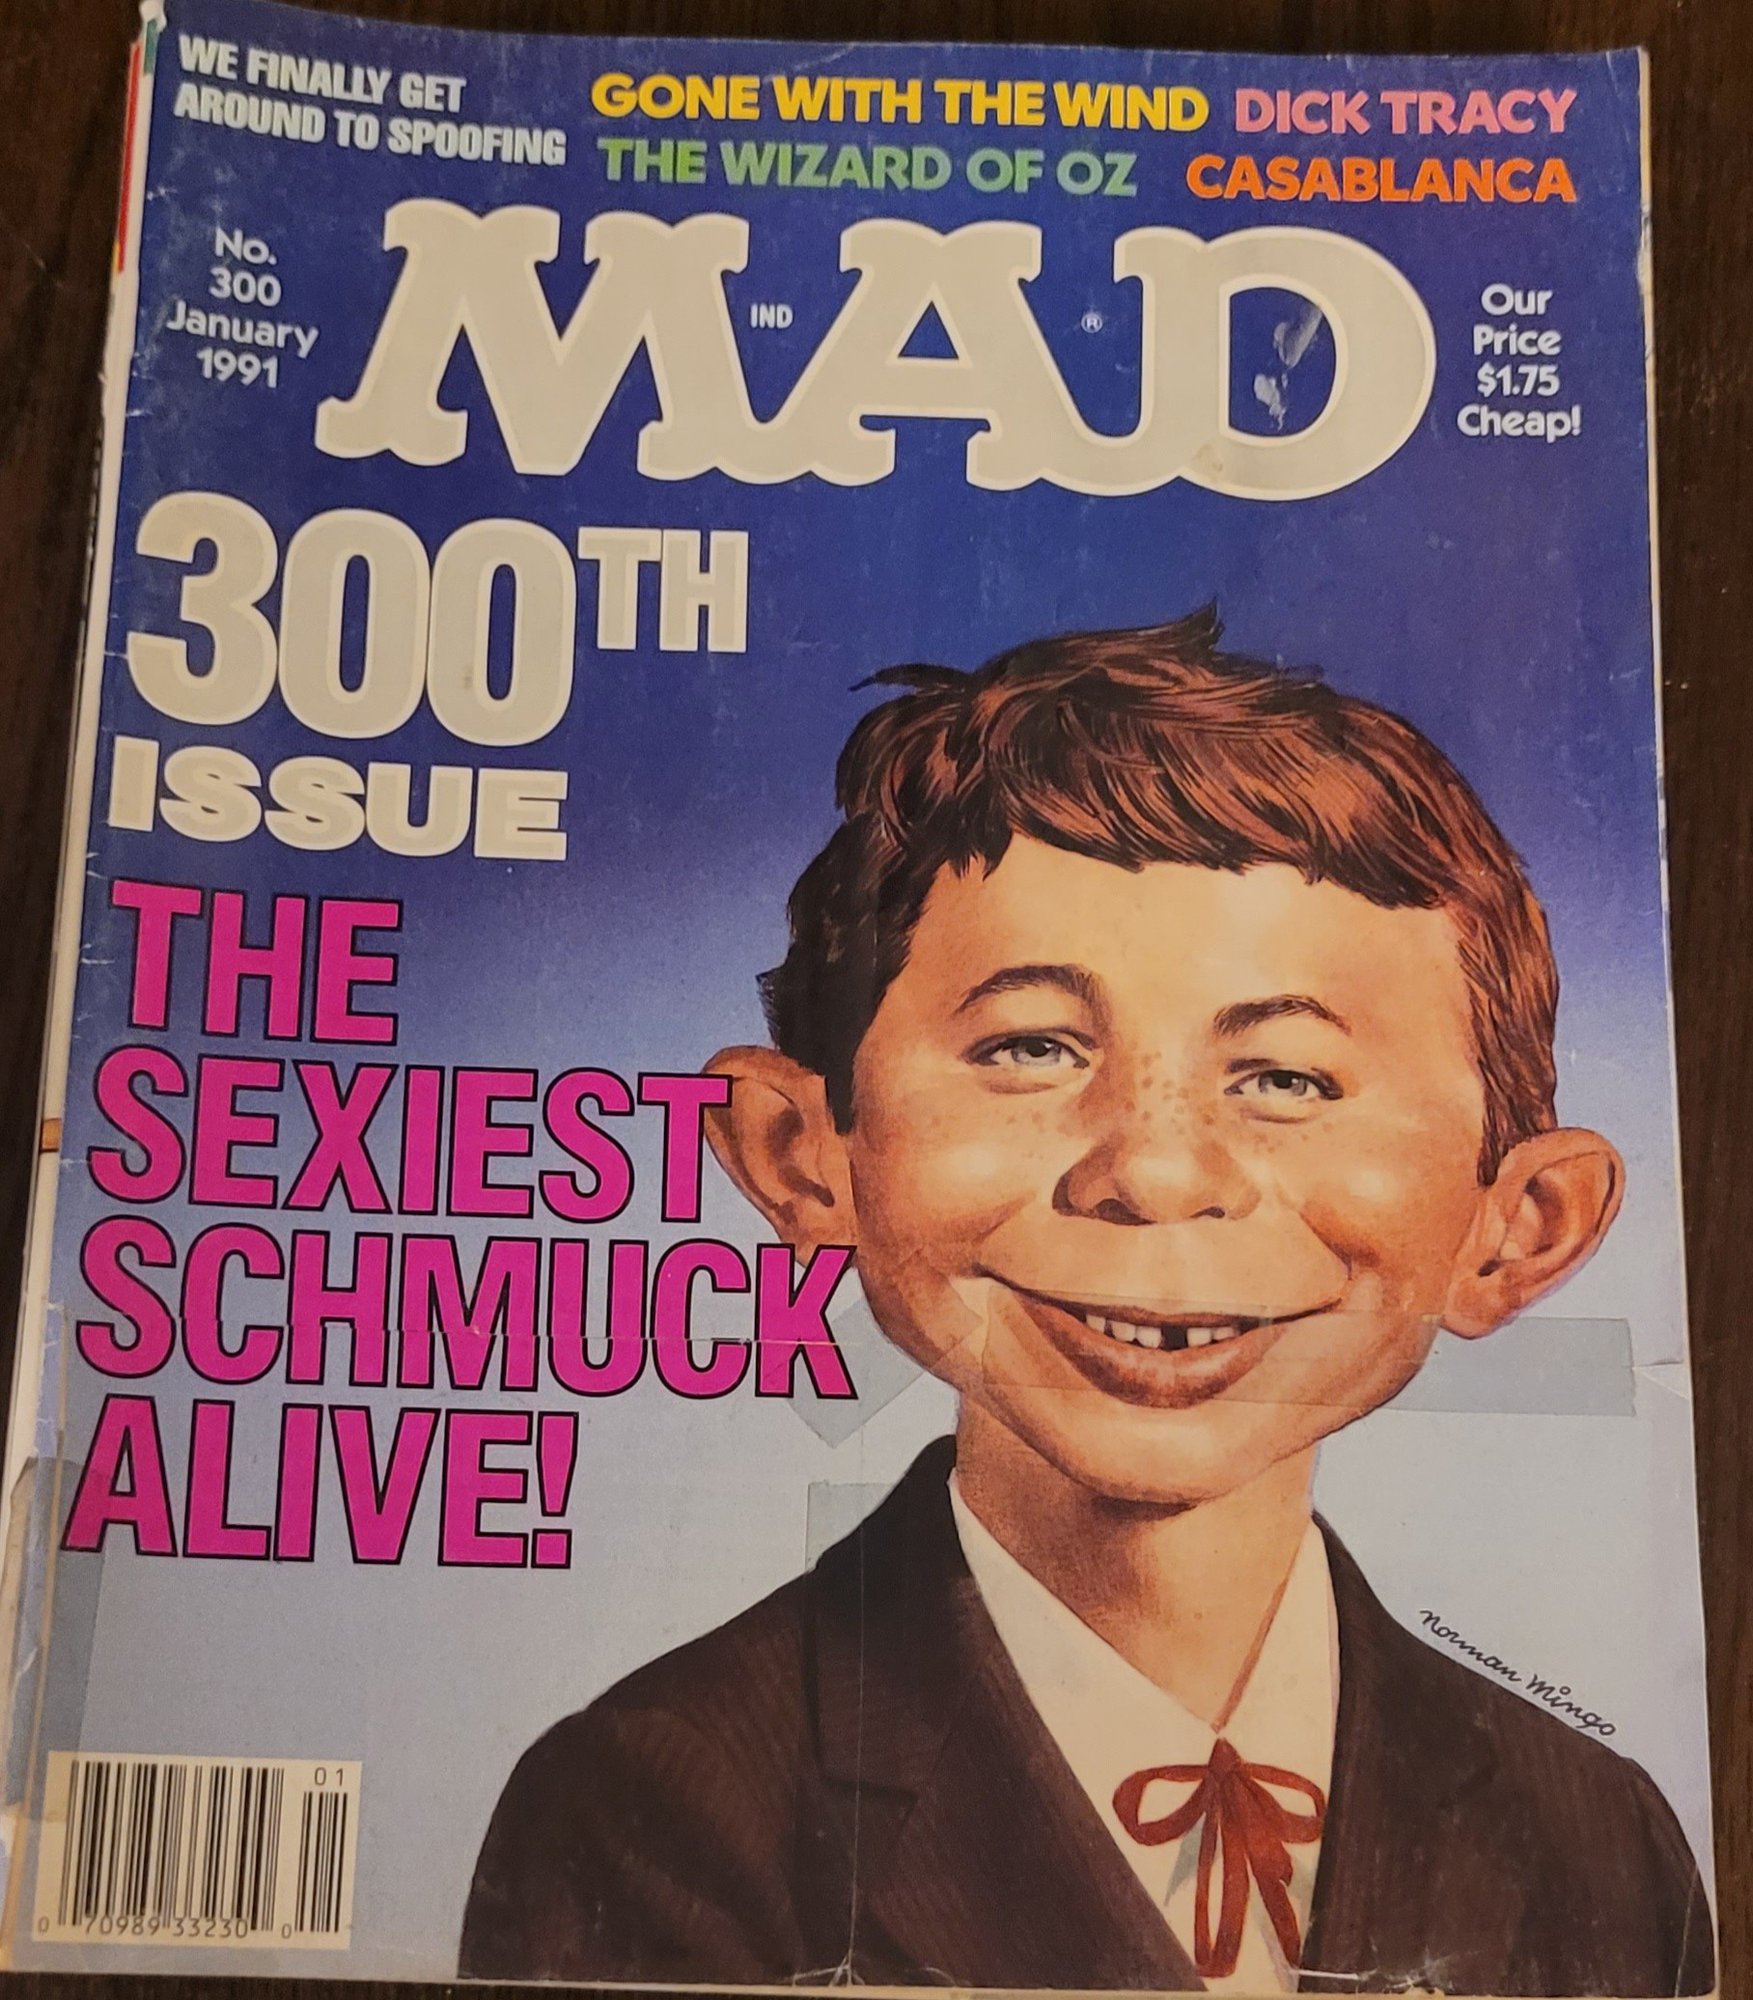 WE FINALLY GET
AROUND TO SPOOFING
GONE WITH THE WIND DICK TRACY
THE WIZARD OF OZ CASABLANCA
No.
300
January
1991
MAD
IND
®
Our
Price
$1.75
Cheap!
300TH
ISSUE
THE
SEXIEST
SCHMUCK
ALIVE!
Norman Mingo
01
0 70989 33230 0